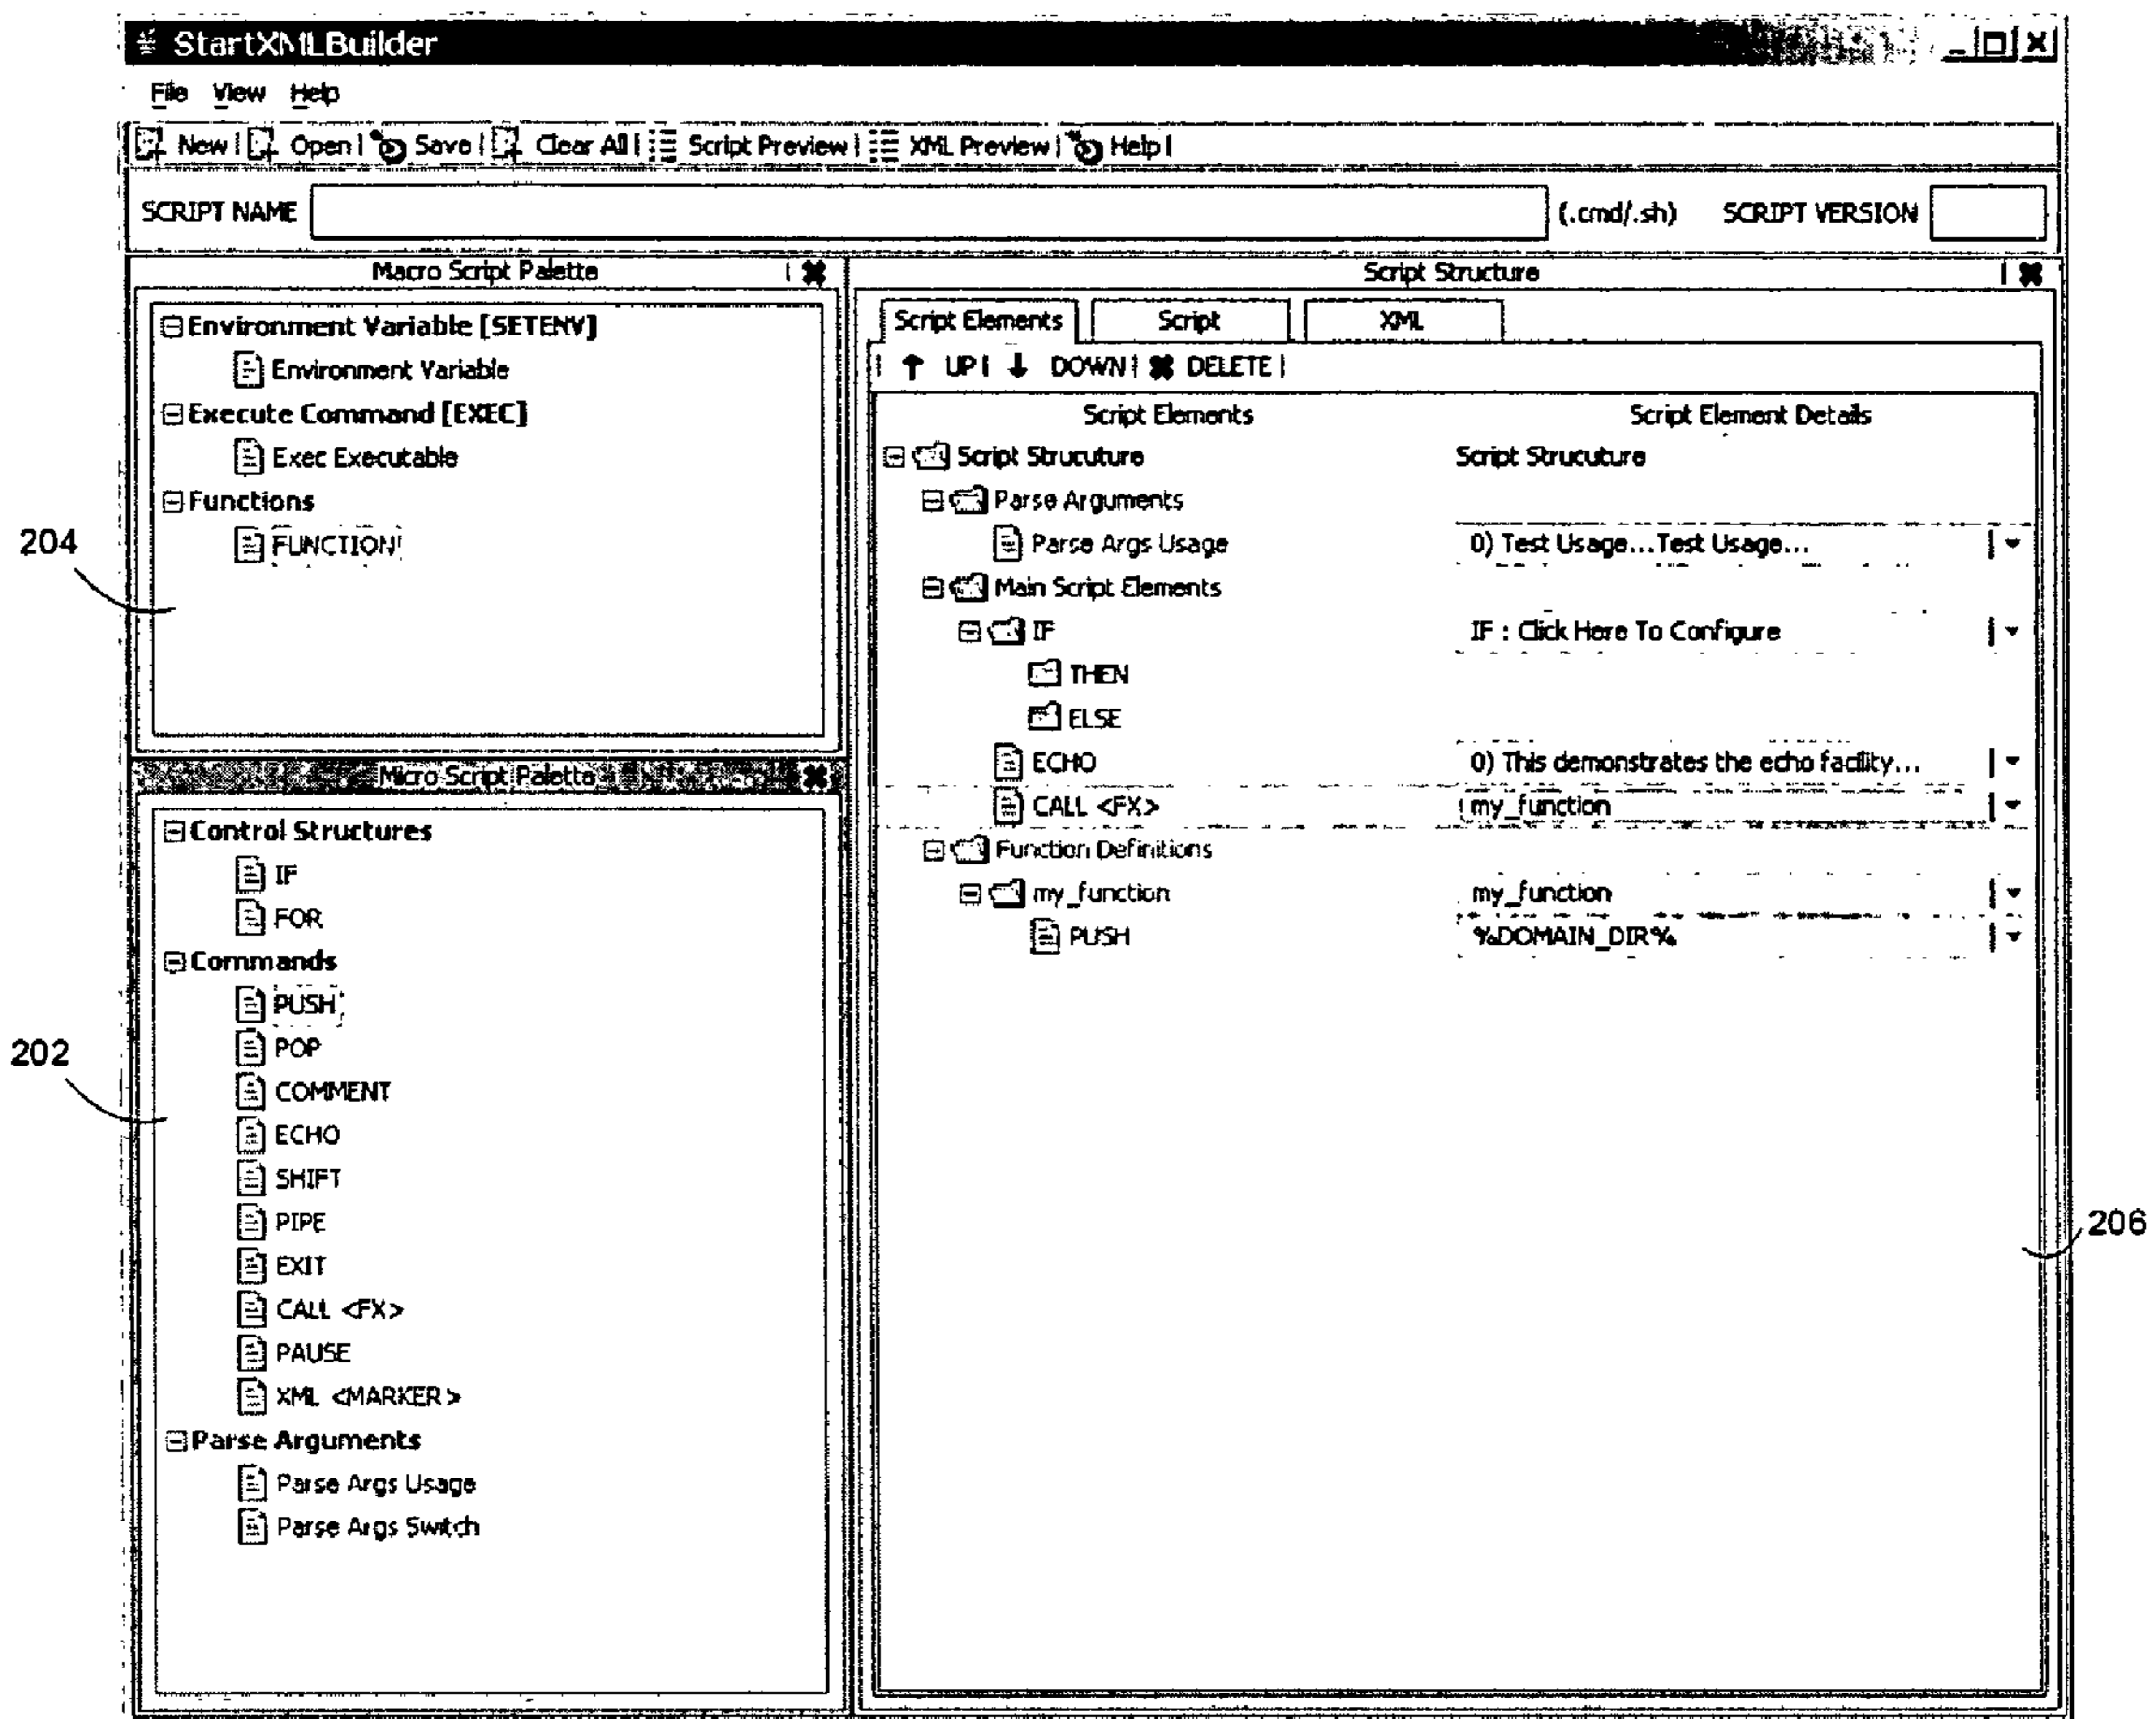 StartXMLBuilder
File View Help
New Open Save Clear All Script Preview XML Preview Help
SCRIPT NAME (.cmd/.sh) SCRIPT VERSION
Macro Script Palette
Environment Variable [SETENV]
Environment Variable
Execute Command [EXEC]
Exec Executable
Functions
FUNCTION
204
Micro Script Palette
Control Structures
IF
FOR
Commands
PUSH
POP
COMMENT
ECHO
SHIFT
PIPE
EXIT
CALL <FX>
PAUSE
XML <MARKER>
Parse Arguments
Parse Args Usage
Parse Args Switch
202
Script Structure
Script Elements Script XML
UP DOWN DELETE
Script Elements Script Element Details
Script Strucuture Script Strucuture
Parse Arguments
Parse Args Usage 0) Test Usage...Test Usage...
Main Script Elements
IF IF : Click Here To Configure
THEN
ELSE
ECHO 0) This demonstrates the echo facility...
CALL <FX> my_function
Function Definitions
my_function my_function
PUSH %DOMAIN_DIR%
206